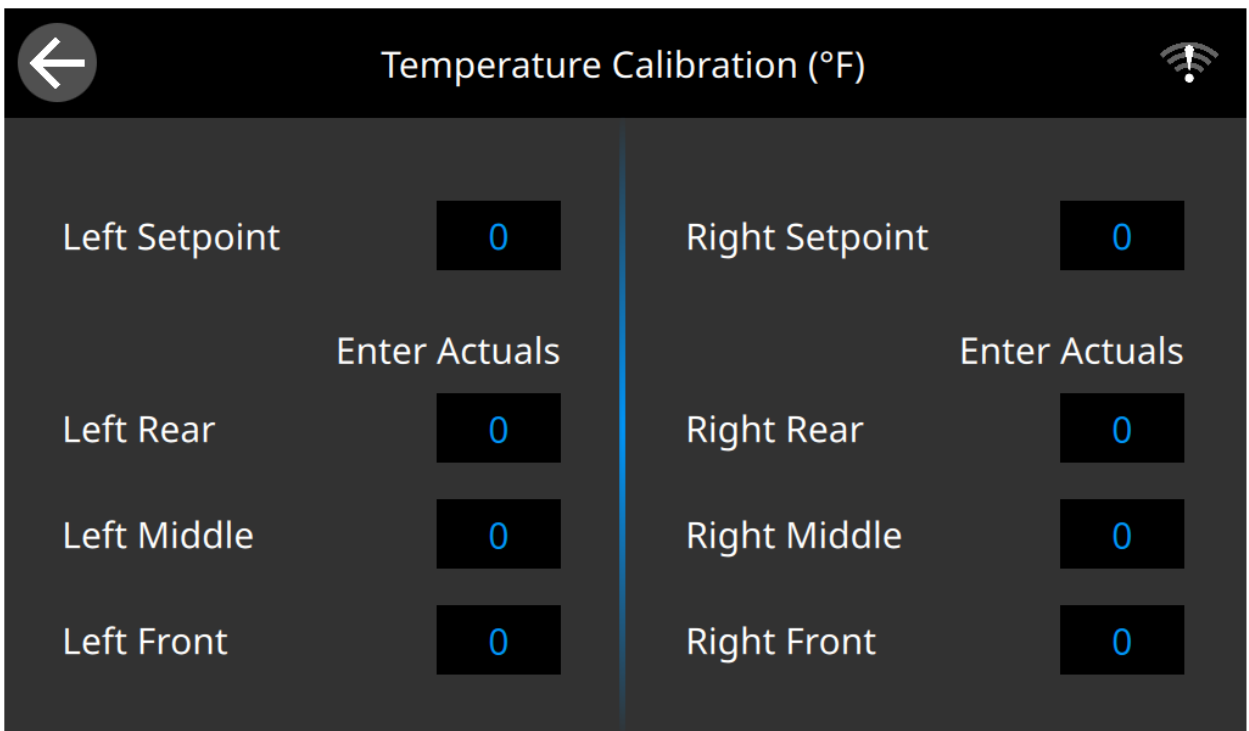 Temperature Calibration (°F)
Left Setpoint 0
Enter Actuals
Left Rear 0
Left Middle 0
Left Front 0
Right Setpoint 0
Enter Actuals
Right Rear 0
Right Middle 0
Right Front 0